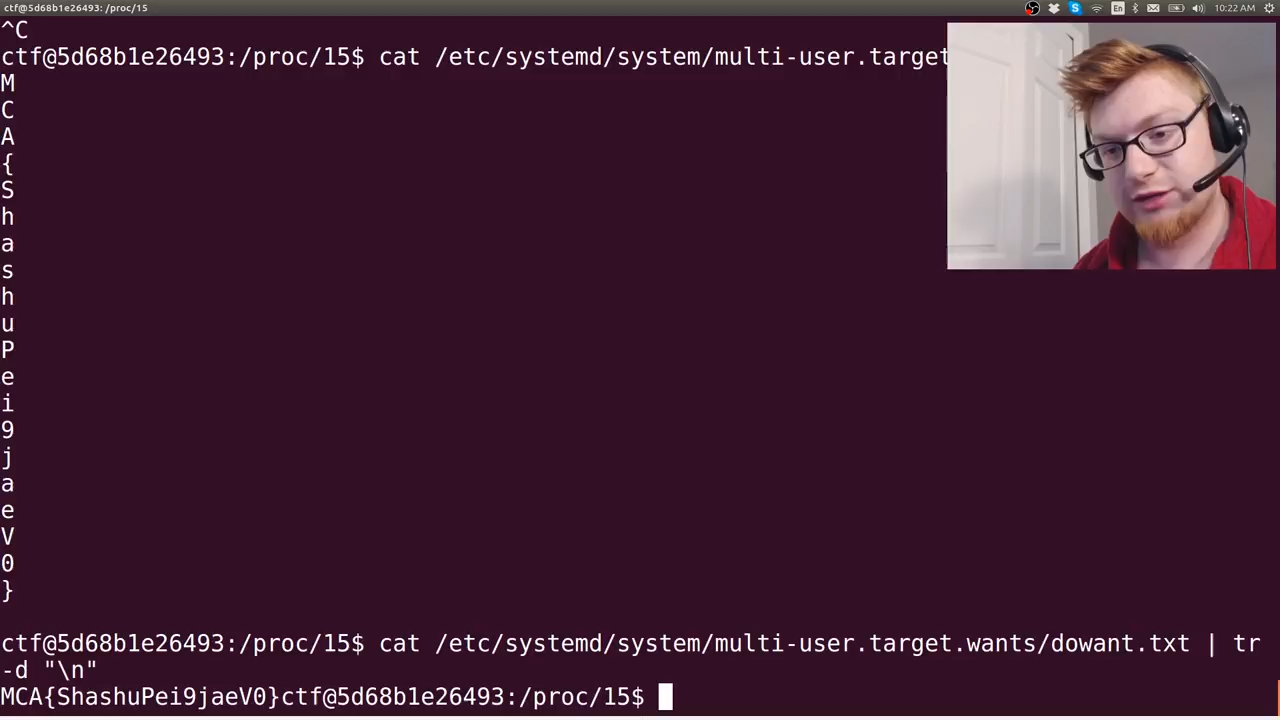 ctf@5d68b1e26493: /proc/15
En
10:22 AM
^C
ctf@5d68b1e26493:/proc/15$ cat /etc/systemd/system/multi-user.target
M
C
A
{
S
h
a
s
h
u
P
e
i
9
j
a
e
V
0
}
ctf@5d68b1e26493:/proc/15$ cat /etc/systemd/system/multi-user.target.wants/dowant.txt | tr
-d "\n"
MCA{ShashuPei9jaeV0}ctf@5d68b1e26493:/proc/15$